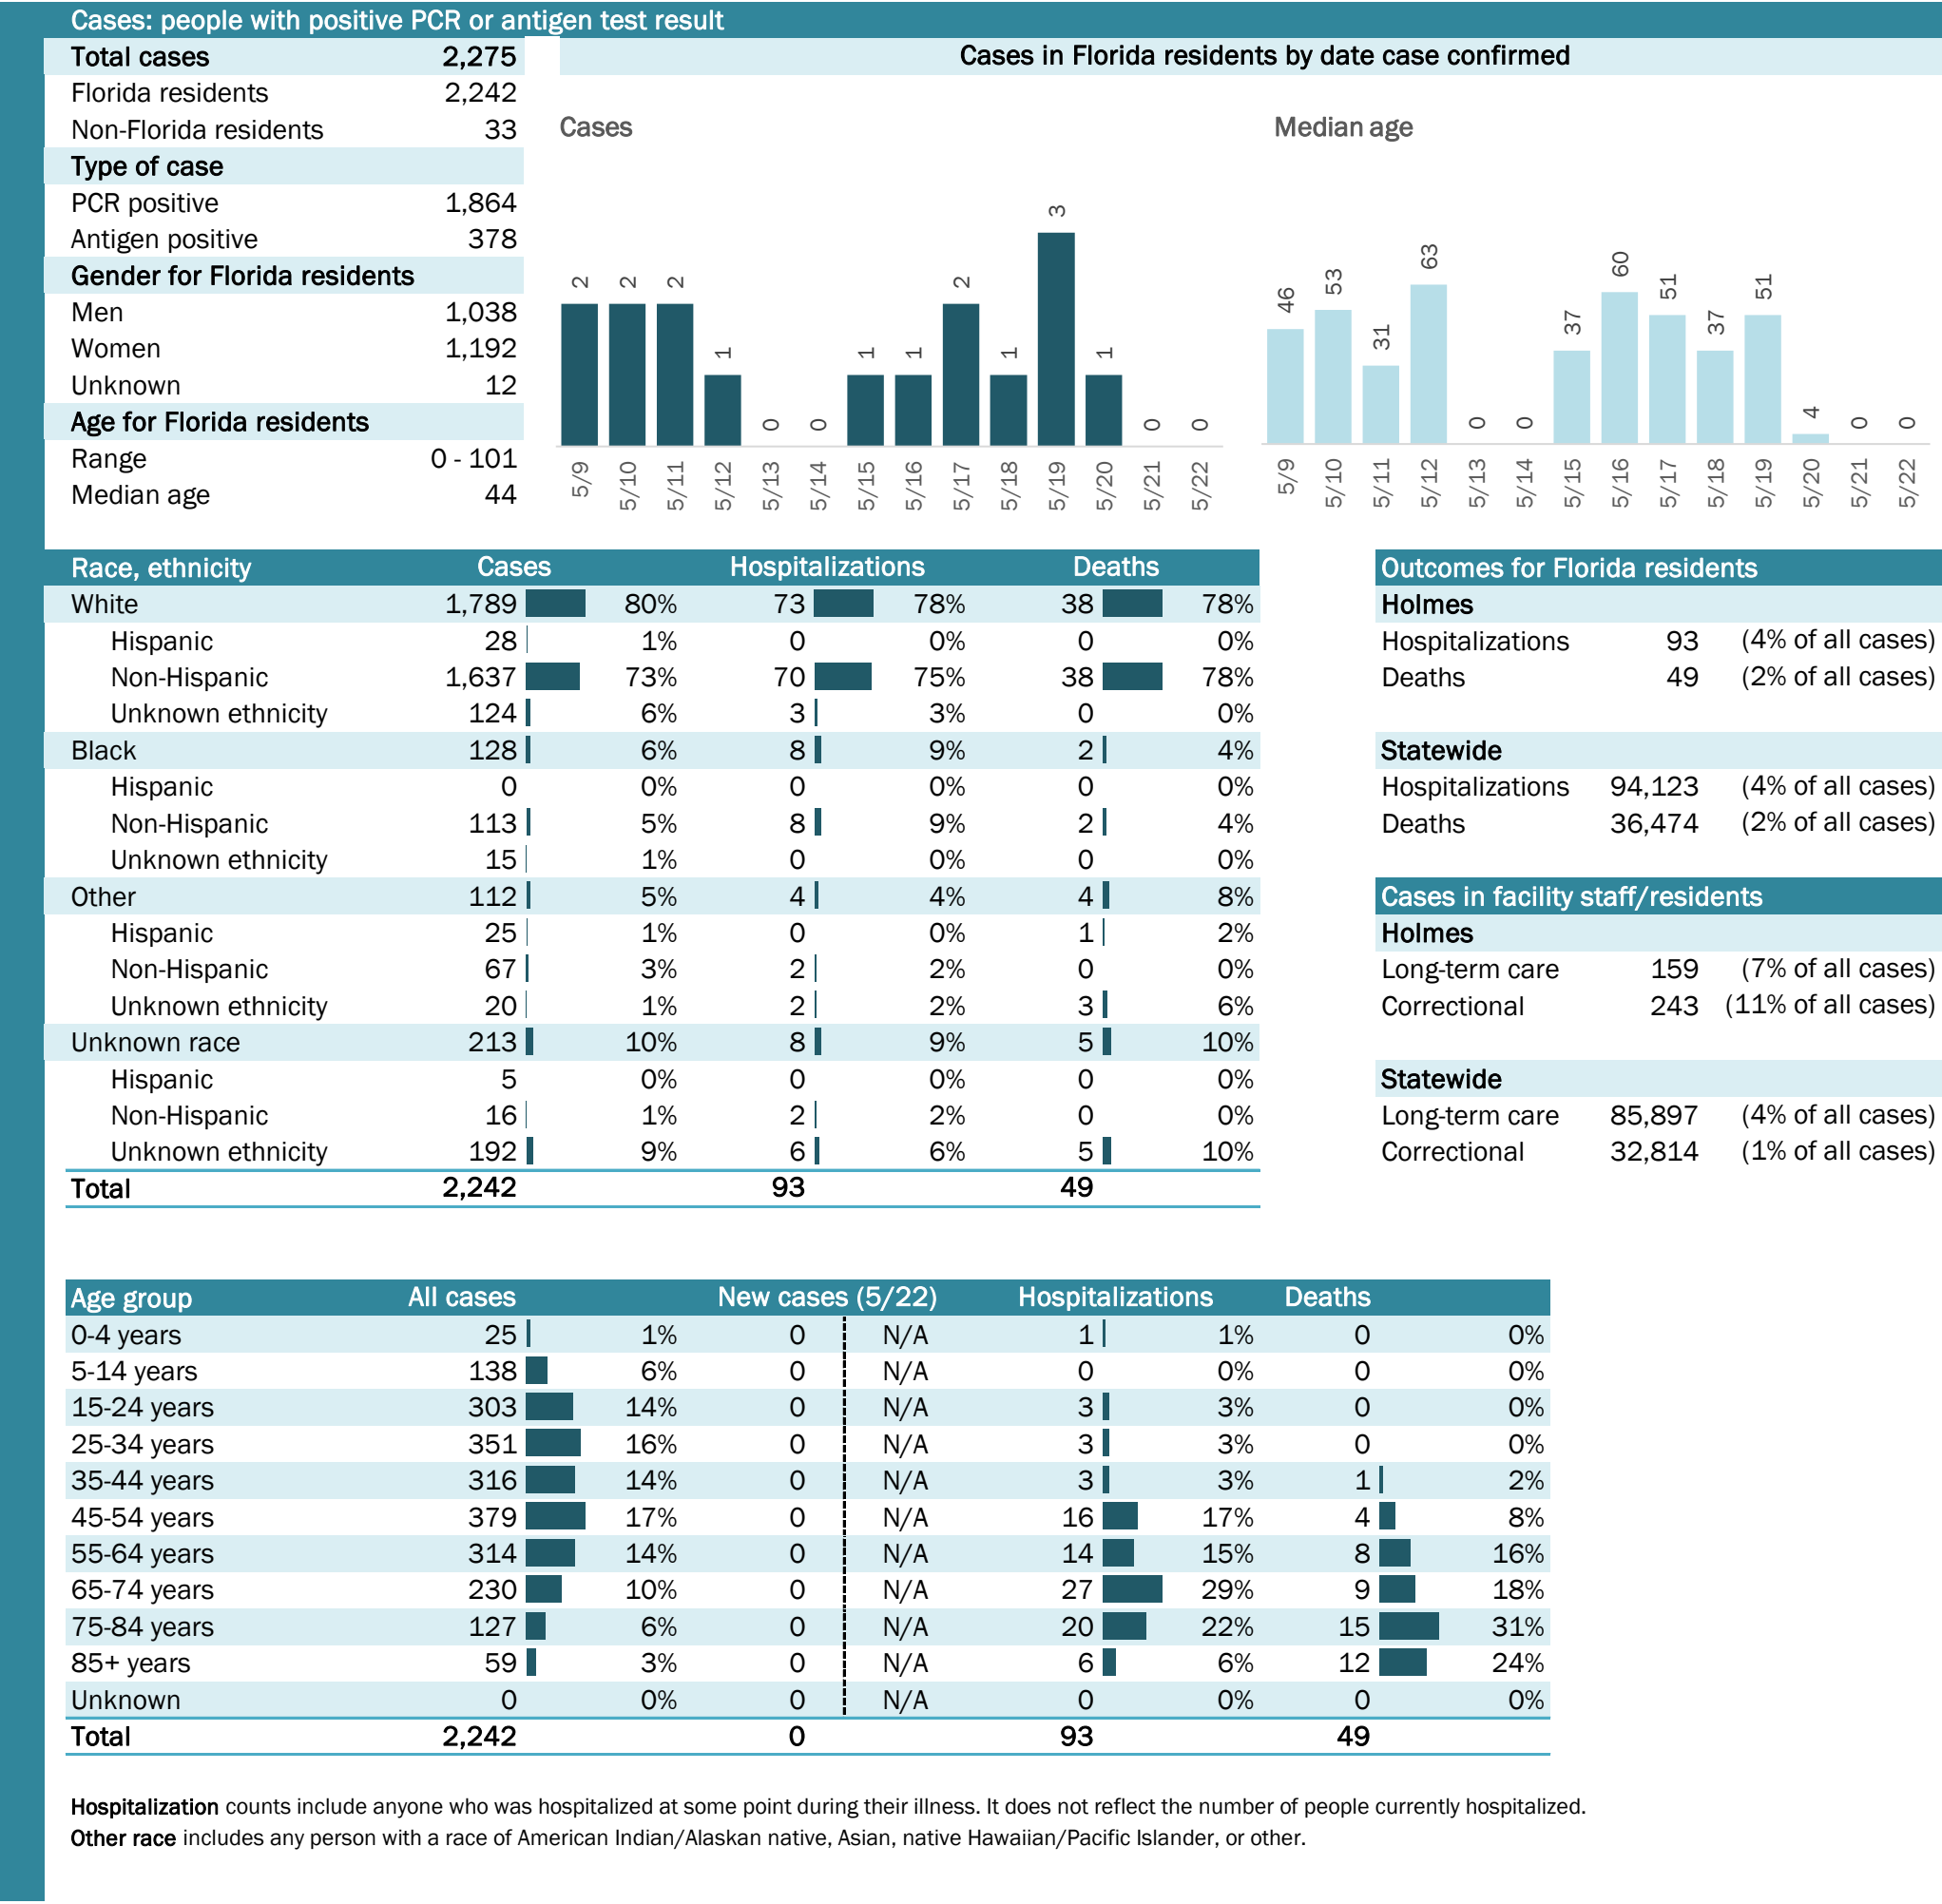 Cases: people with positive PCR or antigen test result
Total cases 2,275
Florida residents 2,242
Non-Florida residents 33
Type of case
PCR positive 1,864
Antigen positive 378
Gender for Florida residents
Men 1,038
Women 1,192
Unknown 12
Age for Florida residents
Range 0 - 101
Median age 44
Cases in Florida residents by date case confirmed
Cases
2 2 2 1 0 0 1 1 2 1 3 1 0 0
5/9 5/10 5/11 5/12 5/13 5/14 5/15 5/16 5/17 5/18 5/19 5/20 5/21 5/22
Median age
46 53 31 63 0 0 37 60 51 37 51 4 0 0
5/9 5/10 5/11 5/12 5/13 5/14 5/15 5/16 5/17 5/18 5/19 5/20 5/21 5/22
Race, ethnicity Cases Hospitalizations Deaths
White 1,789 80% 73 78% 38 78%
Hispanic 28 1% 0 0% 0 0%
Non-Hispanic 1,637 73% 70 75% 38 78%
Unknown ethnicity 124 6% 3 3% 0 0%
Black 128 6% 8 9% 2 4%
Hispanic 0 0% 0 0% 0 0%
Non-Hispanic 113 5% 8 9% 2 4%
Unknown ethnicity 15 1% 0 0% 0 0%
Other 112 5% 4 4% 4 8%
Hispanic 25 1% 0 0% 1 2%
Non-Hispanic 67 3% 2 2% 0 0%
Unknown ethnicity 20 1% 2 2% 3 6%
Unknown race 213 10% 8 9% 5 10%
Hispanic 5 0% 0 0% 0 0%
Non-Hispanic 16 1% 2 2% 0 0%
Unknown ethnicity 192 9% 6 6% 5 10%
Total 2,242 93 49
Outcomes for Florida residents
Holmes
Hospitalizations 93 (4% of all cases)
Deaths 49 (2% of all cases)
Statewide
Hospitalizations 94,123 (4% of all cases)
Deaths 36,474 (2% of all cases)
Cases in facility staff/residents
Holmes
Long-term care 159 (7% of all cases)
Correctional 243 (11% of all cases)
Statewide
Long-term care 85,897 (4% of all cases)
Correctional 32,814 (1% of all cases)
Age group All cases New cases (5/22) Hospitalizations Deaths
0-4 years 25 1% 0 N/A 1 1% 0 0%
5-14 years 138 6% 0 N/A 0 0% 0 0%
15-24 years 303 14% 0 N/A 3 3% 0 0%
25-34 years 351 16% 0 N/A 3 3% 0 0%
35-44 years 316 14% 0 N/A 3 3% 1 2%
45-54 years 379 17% 0 N/A 16 17% 4 8%
55-64 years 314 14% 0 N/A 14 15% 8 16%
65-74 years 230 10% 0 N/A 27 29% 9 18%
75-84 years 127 6% 0 N/A 20 22% 15 31%
85+ years 59 3% 0 N/A 6 6% 12 24%
Unknown 0 0% 0 N/A 0 0% 0 0%
Total 2,242 0 93 49
Hospitalization counts include anyone who was hospitalized at some point during their illness. It does not reflect the number of people currently hospitalized.
Other race includes any person with a race of American Indian/Alaskan native, Asian, native Hawaiian/Pacific Islander, or other.